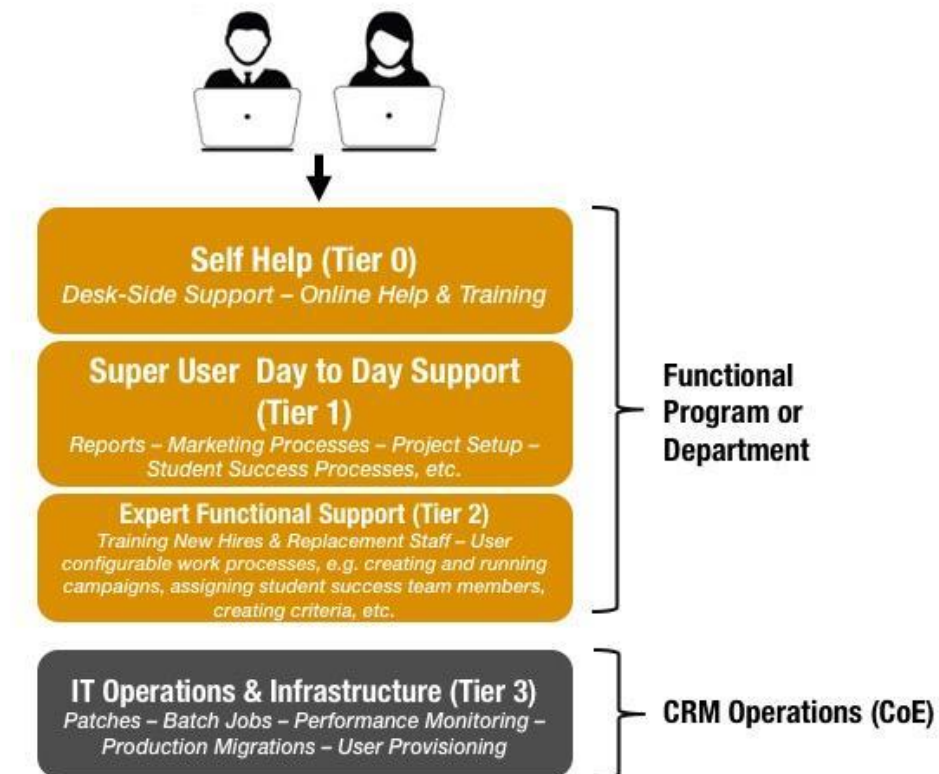 Self Help (Tier 0)
Desk-Side Support – Online Help & Training
Super User Day to Day Support
(Tier 1)
Reports – Marketing Processes – Project Setup –
Student Success Processes, etc.
Expert Functional Support (Tier 2)
Training New Hires & Replacement Staff – User
configurable work processes, e.g. creating and running
campaigns, assigning student success team members,
creating criteria, etc.
Functional
Program or
Department
IT Operations & Infrastructure (Tier 3)
Patches – Batch Jobs – Performance Monitoring –
Production Migrations – User Provisioning
CRM Operations (CoE)